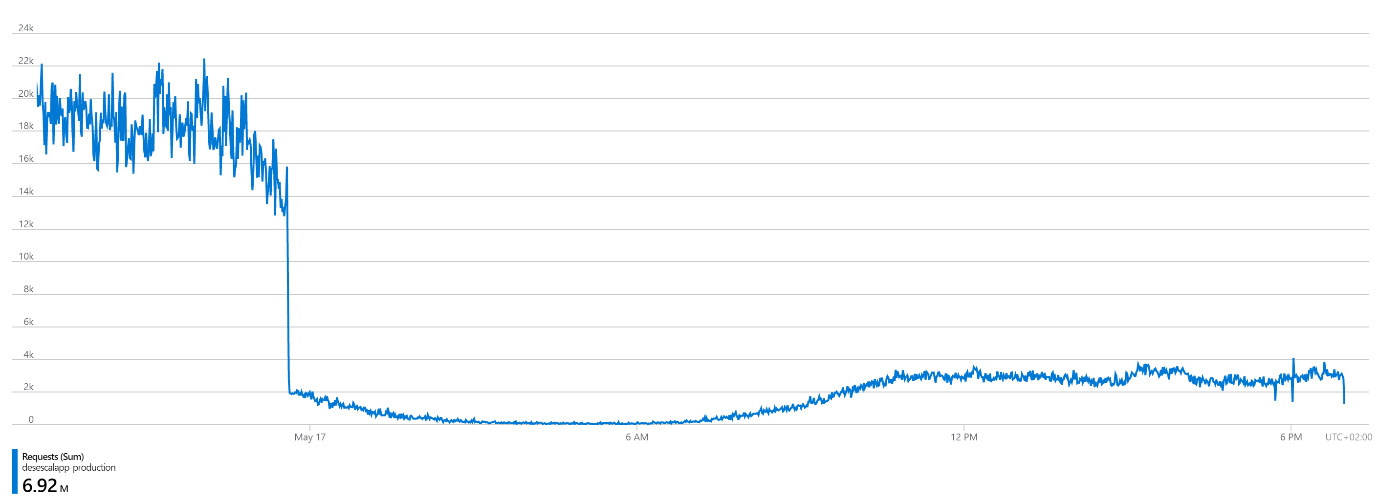 24k
22k
20k
18k
16k
14k
12k
10k
8k
6k
4k
2k
0
May 17 6 AM 12 PM 6 PM UTC+02:00
Requests (Sum)
desescalapp production
6.92 M